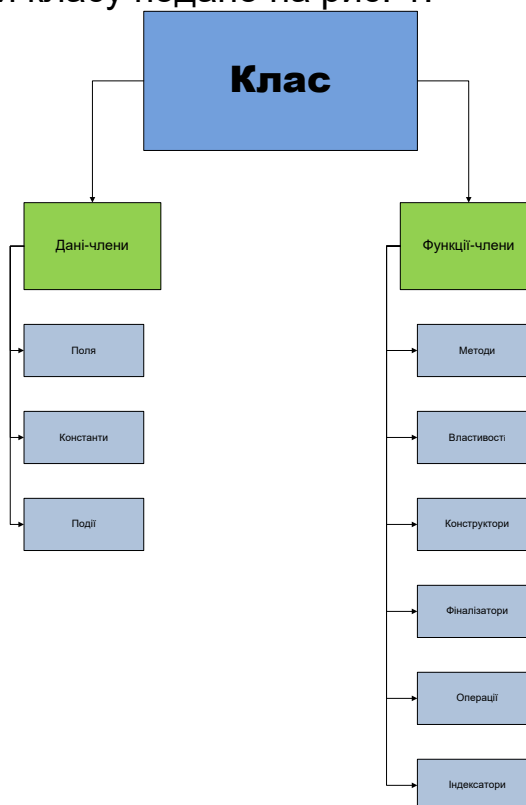 класу подано на рис.
Клас
Дані-члени
Функції-члени
Поля
Методи
Константи
Властивості
Події
Конструктори
Фіналізатори
Операції
Індексатори